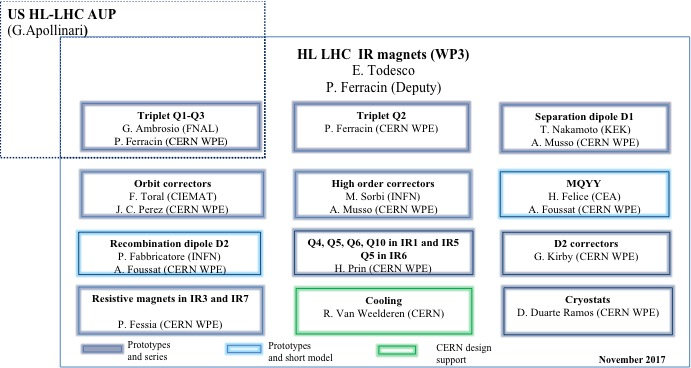 US HL-LHC AUP
(G.Apollinari)
HL LHC IR magnets (WP3)
E. Todesco
P. Ferracin (Deputy)
Triplet Q1-Q3
G. Ambrosio (FNAL)
P. Ferracin (CERN WPE)
Triplet Q2
P. Ferracin (CERN WPE)
Separation dipole D1
T. Nakamoto (KEK)
A. Musso (CERN WPE)
Orbit correctors
F. Toral (CIEMAT)
J. C. Perez (CERN WPE)
High order correctors
M. Sorbi (INFN)
A. Musso (CERN WPE)
MQYY
H. Felice (CEA)
A. Foussat (CERN WPE)
Recombination dipole D2
P. Fabbricatore (INFN)
A. Foussat (CERN WPE)
Q4, Q5, Q6, Q10 in IR1 and IR5
Q5 in IR6
H. Prin (CERN WPE)
D2 correctors
G. Kirby (CERN WPE)
Resistive magnets in IR3 and IR7
P. Fessia (CERN WPE)
Cooling
R. Van Weelderen (CERN)
Cryostats
D. Duarte Ramos (CERN WPE)
Prototypes
and series
Prototypes
and short model
CERN design
support
November 2017